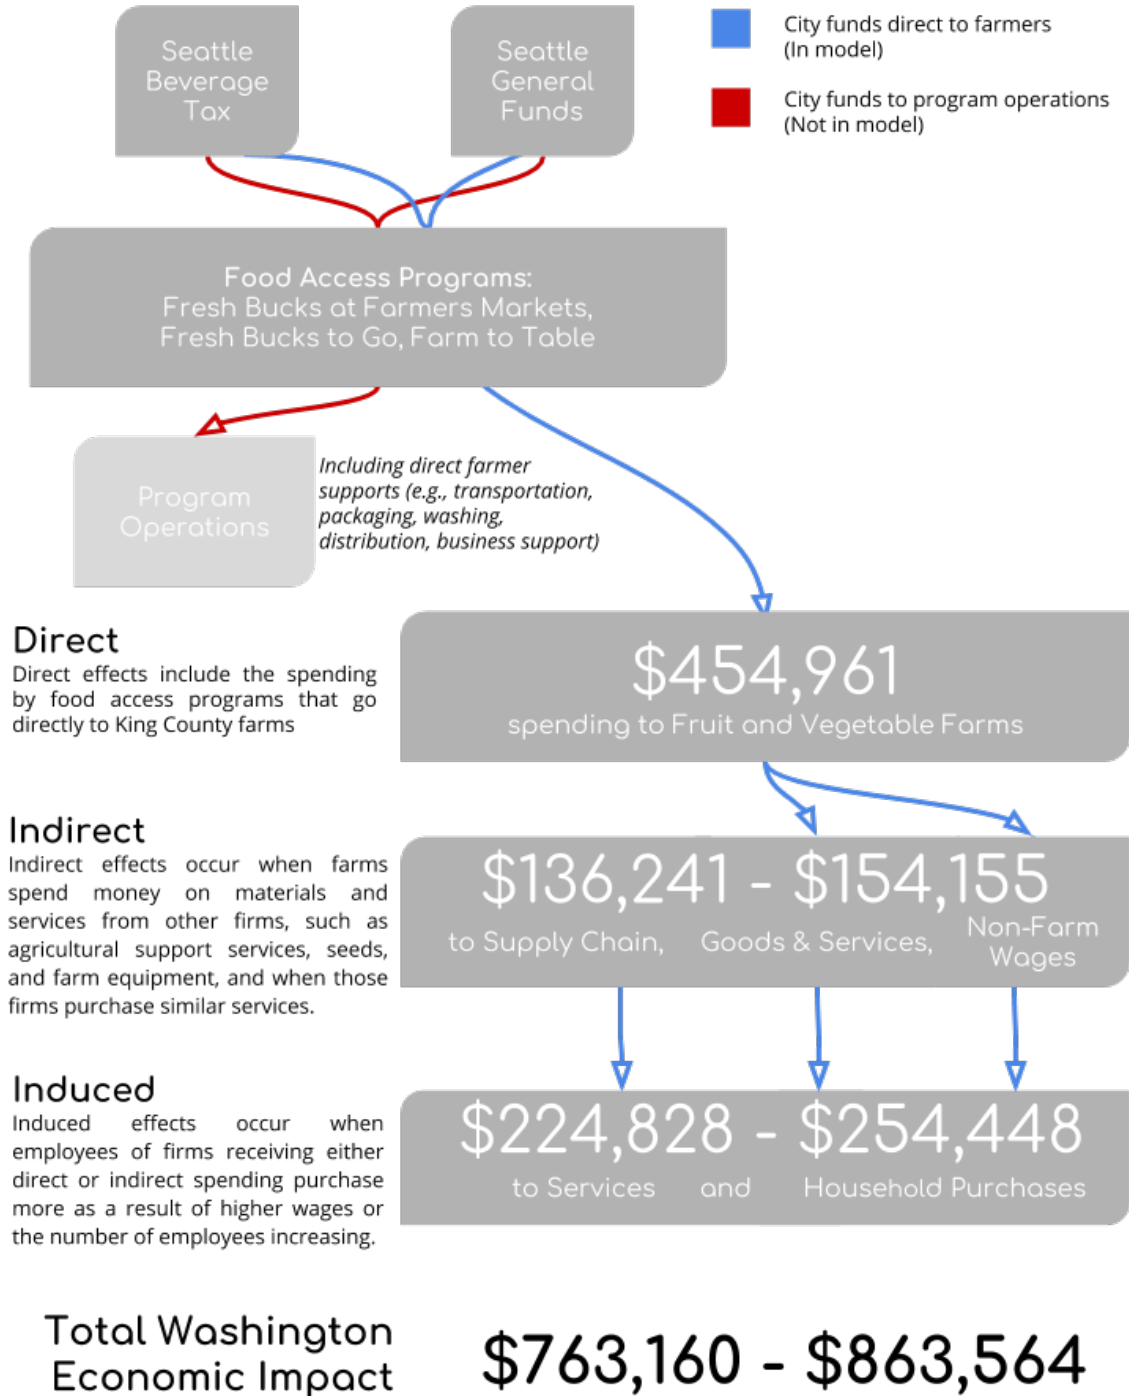 Seattle
Beverage
Tax
Seattle
General
Funds
City funds direct to farmers
(In model)
City funds to program operations
(Not in model)
Food Access Programs:
Fresh Bucks at Farmers Markets,
Fresh Bucks to Go, Farm to Table
Program
Operations
Including direct farmer
supports (e.g., transportation,
packaging, washing,
distribution, business support)
Direct
Direct effects include the spending
by food access programs that go
directly to King County farms
$454,961
spending to Fruit and Vegetable Farms
Indirect
Indirect effects occur when farms
spend money on materials and
services from other firms, such as
agricultural support services, seeds,
and farm equipment, and when those
firms purchase similar services.
$136,241 - $154,155
to Supply Chain, Goods & Services,
Non-Farm
Wages
Induced
Induced effects occur when
employees of firms receiving either
direct or indirect spending purchase
more as a result of higher wages or
the number of employees increasing.
$224,828 - $254,448
to Services and Household Purchases
Total Washington
Economic Impact
$763,160 - $863,564